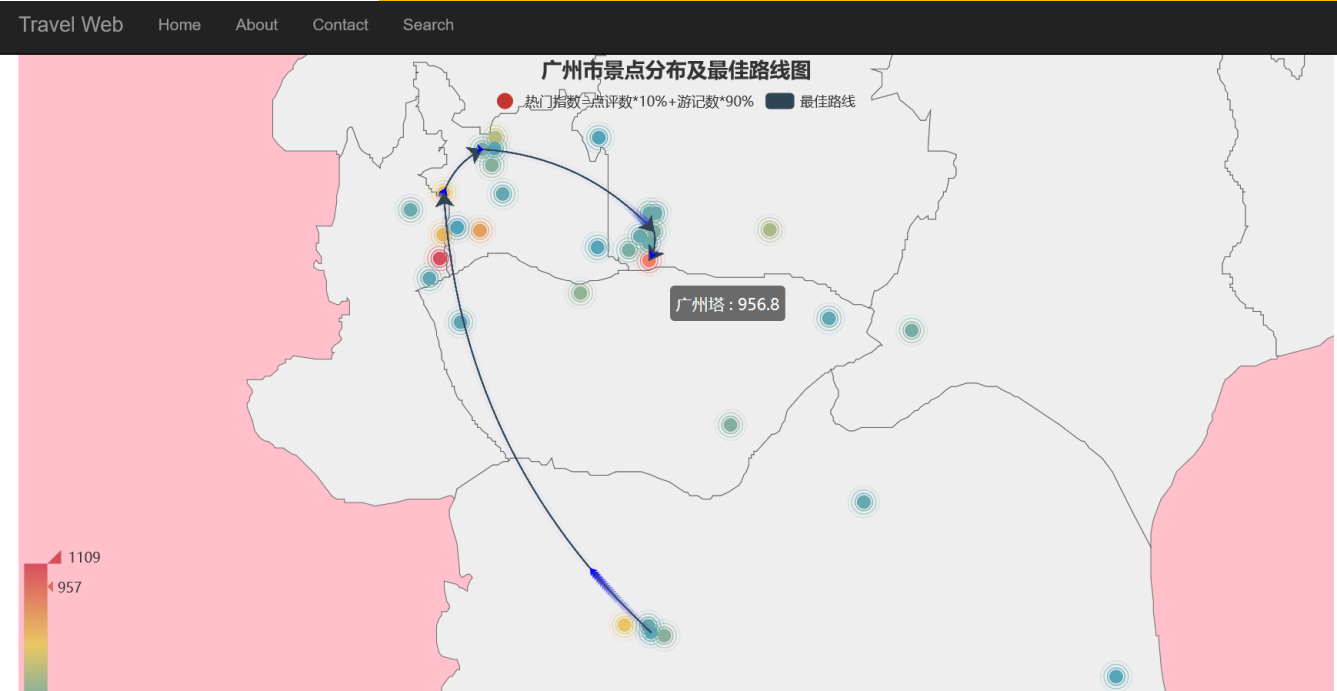 Travel Web Home About Contact Search
广州市景点分布及最佳路线图
热门指数=点评数*10%+游记数*90% 最佳路线
广州塔 : 956.8
1109
957